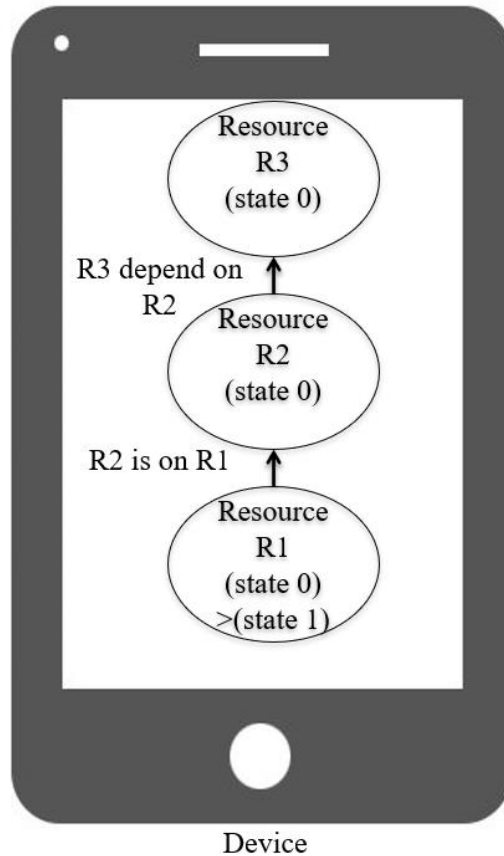 Resource
R3
(state 0)
R3 depend on
R2
Resource
R2
(state 0)
R2 is on R1
Resource
R1
(state 0)
>(state 1)
Device